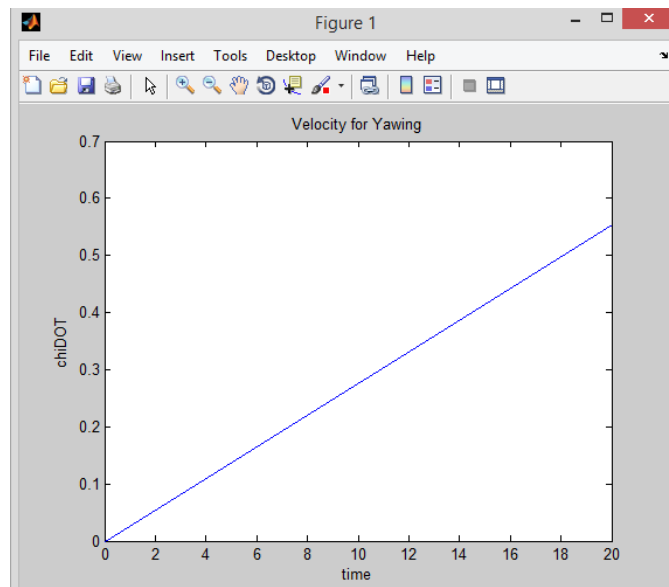 Figure 1
File Edit View Insert Tools Desktop Window Help
Velocity for Yawing
0.7
0.6
0.5
0.4
0.3
0.2
0.1
0
chiDOT
0 2 4 6 8 10 12 14 16 18 20
time